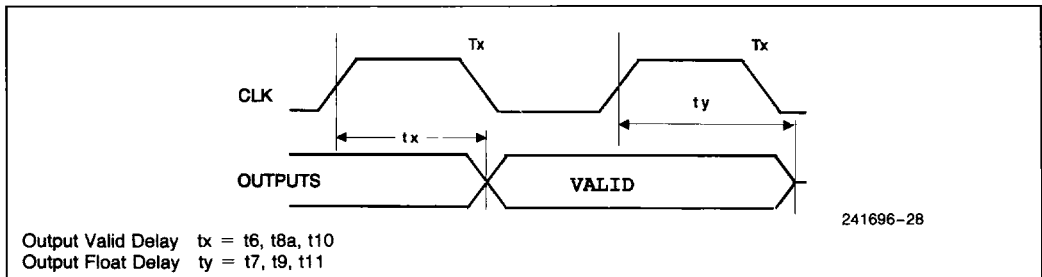 Tx Tx
CLK
ty
tx
OUTPUTS VALID
241696-28
Output Valid Delay tx = t6, t8a, t10
Output Float Delay ty = t7, t9, t11